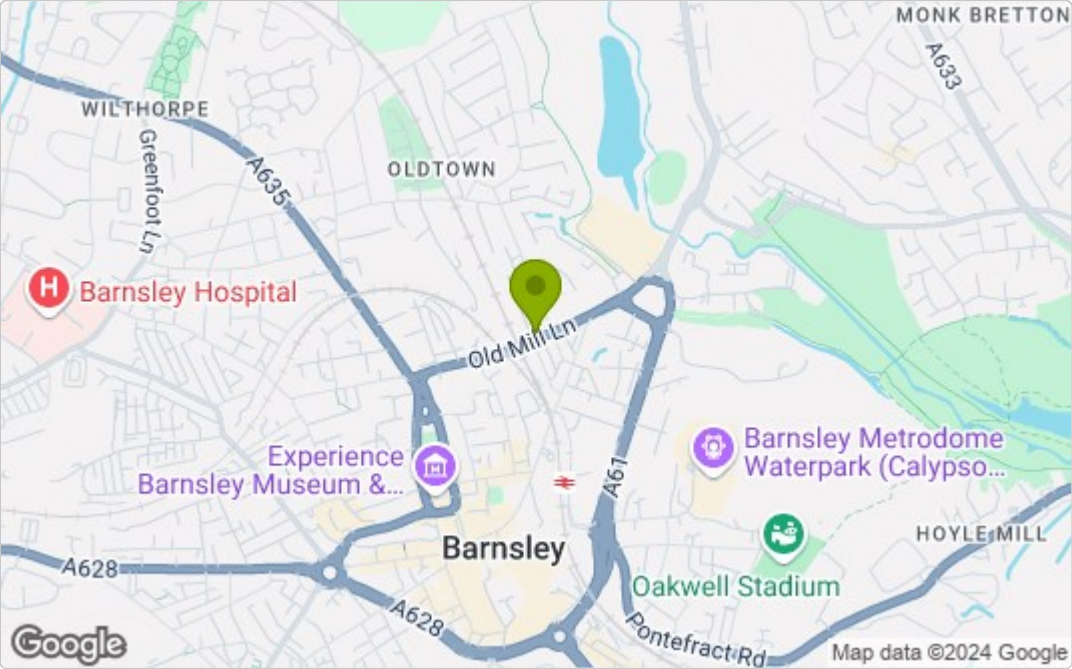 MONK BRETTON
A633
WILTHORPE
Greenfoot Ln
A635
OLDTOWN
H
Barnsley Hospital
Old Mill Ln
Experience
Barnsley Museum &...
A61
Barnsley Metrodome
Waterpark (Calypso...
HOYLE MILL
Barnsley
Oakwell Stadium
A628
A628
Pontefract Rd
Google
Map data ©2024 Google